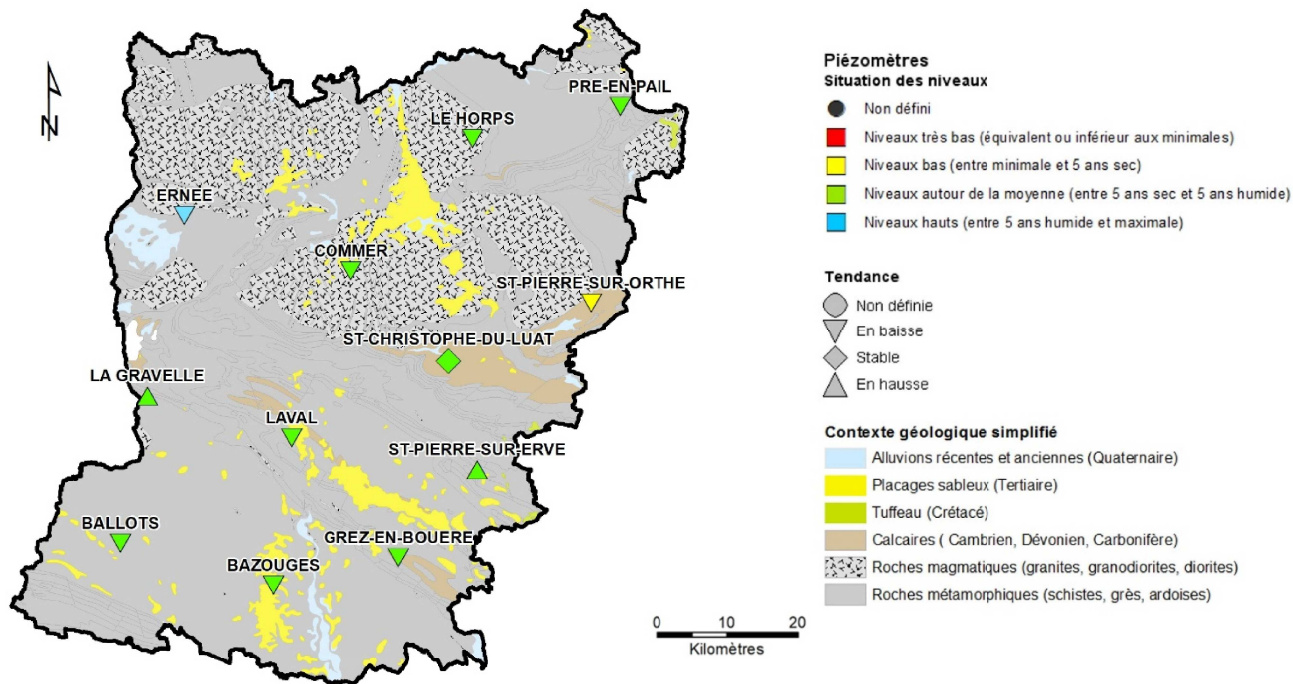 N
PRE-EN-PAIL
LE HORPS
ERNEE
COMMER
ST-PIERRE-SUR-ORTHE
ST-CHRISTOPHE-DU-LUAT
LA GRAVELLE
LAVAL
ST-PIERRE-SUR-ERVE
BALLOTS
GREZ-EN-BOUERE
BAZOUGES
0 10 20
Kilomètres
Piézomètres
Situation des niveaux
Non défini
Niveaux très bas (équivalent ou inférieur aux minimales)
Niveaux bas (entre minimale et 5 ans sec)
Niveaux autour de la moyenne (entre 5 ans sec et 5 ans humide)
Niveaux hauts (entre 5 ans humide et maximale)
Tendance
Non définie
En baisse
Stable
En hausse
Contexte géologique simplifié
Alluvions récentes et anciennes (Quaternaire)
Placages sableux (Tertiaire)
Tuffeau (Crétacé)
Calcaires ( Cambrien, Dévonien, Carbonifère)
Roches magmatiques (granites, granodiorites, diorites)
Roches métamorphiques (schistes, grès, ardoises)